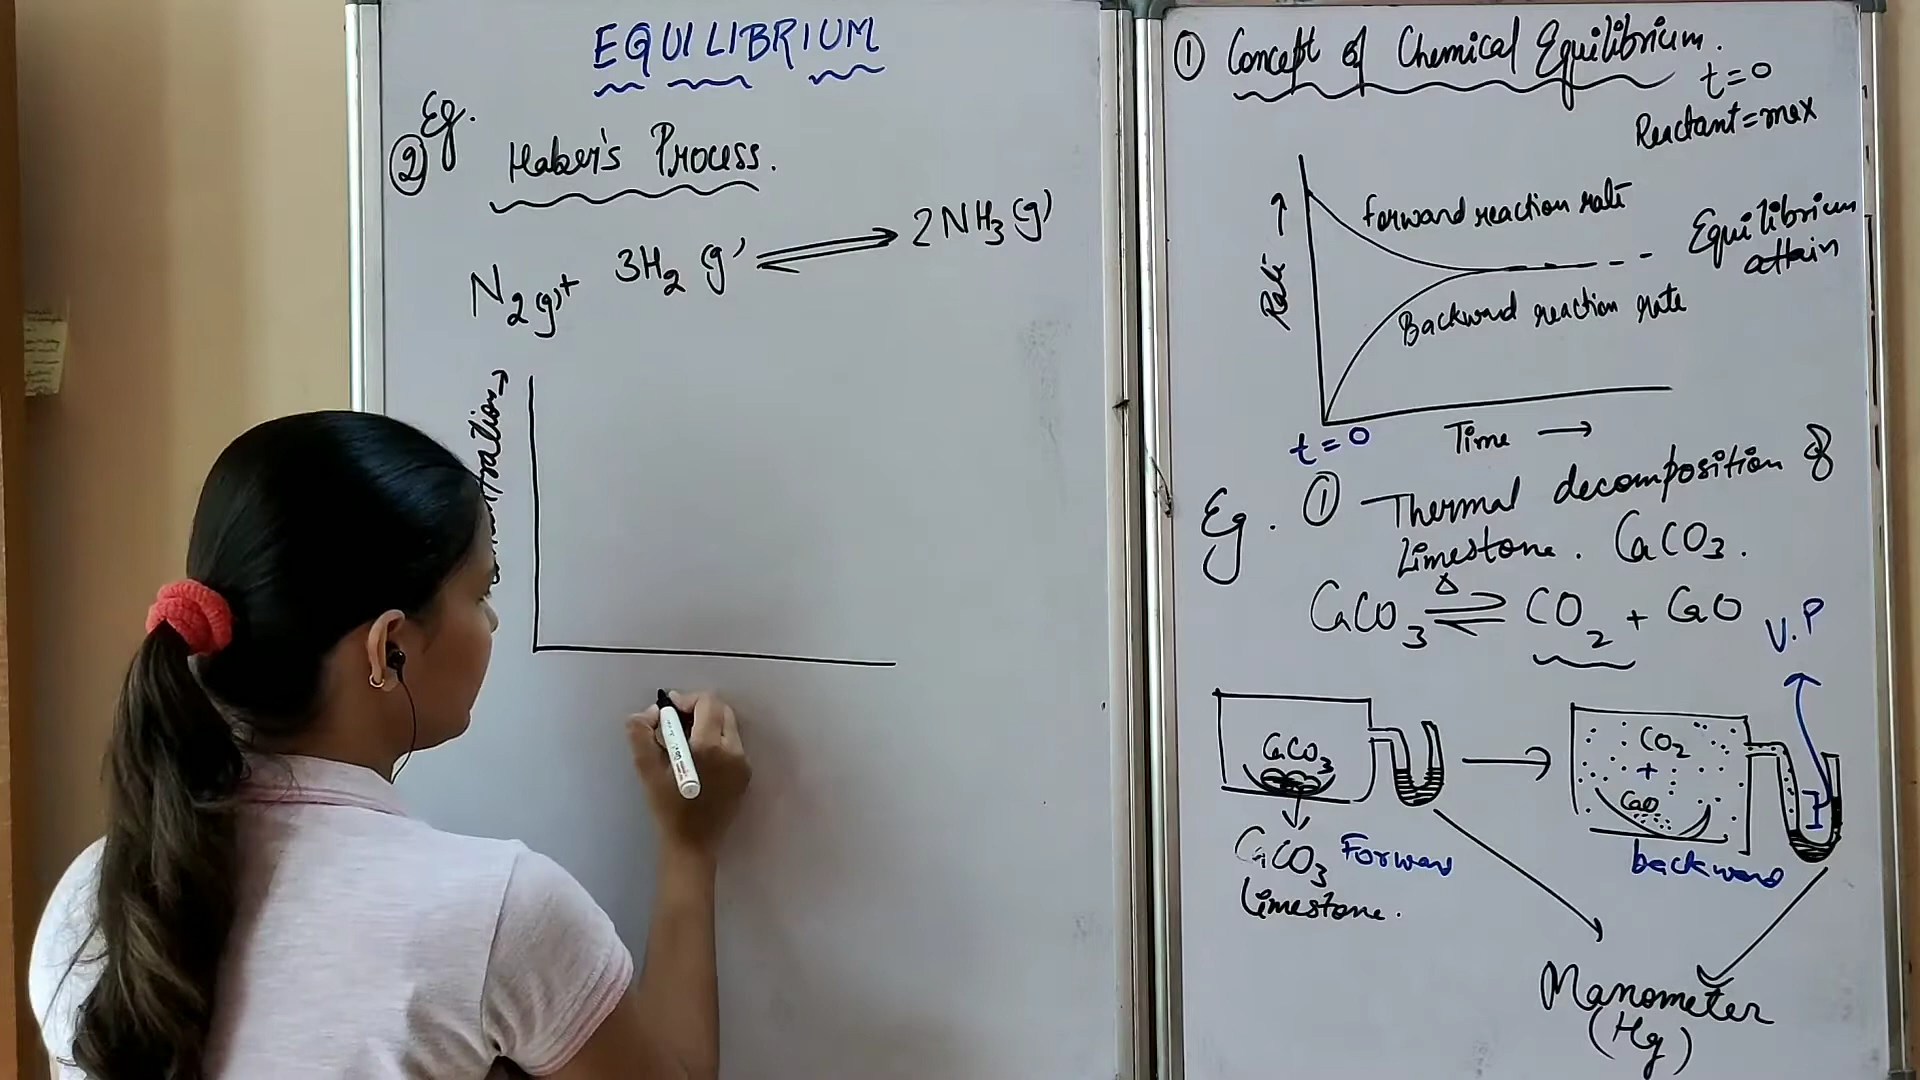 EQUILIBRIUM
Eg.
② Haber's Process.
N₂(g) + 3H₂(g) ⇌ 2NH₃(g)
① Concept of Chemical Equilibrium.
t = 0
Reactant = max
Rate →
forward reaction rate
Equilibrium
attain
Backward reaction rate
t = 0
Time →
Eg. ① Thermal decomposition of
Limestone. CaCO₃.
CaCO₃ ⇌ Δ CO₂ + CaO
V.P
CaCO₃
→
CO₂
+
CaO
CaCO₃
Limestone.
Forward
backward
Manometer
(Hg)